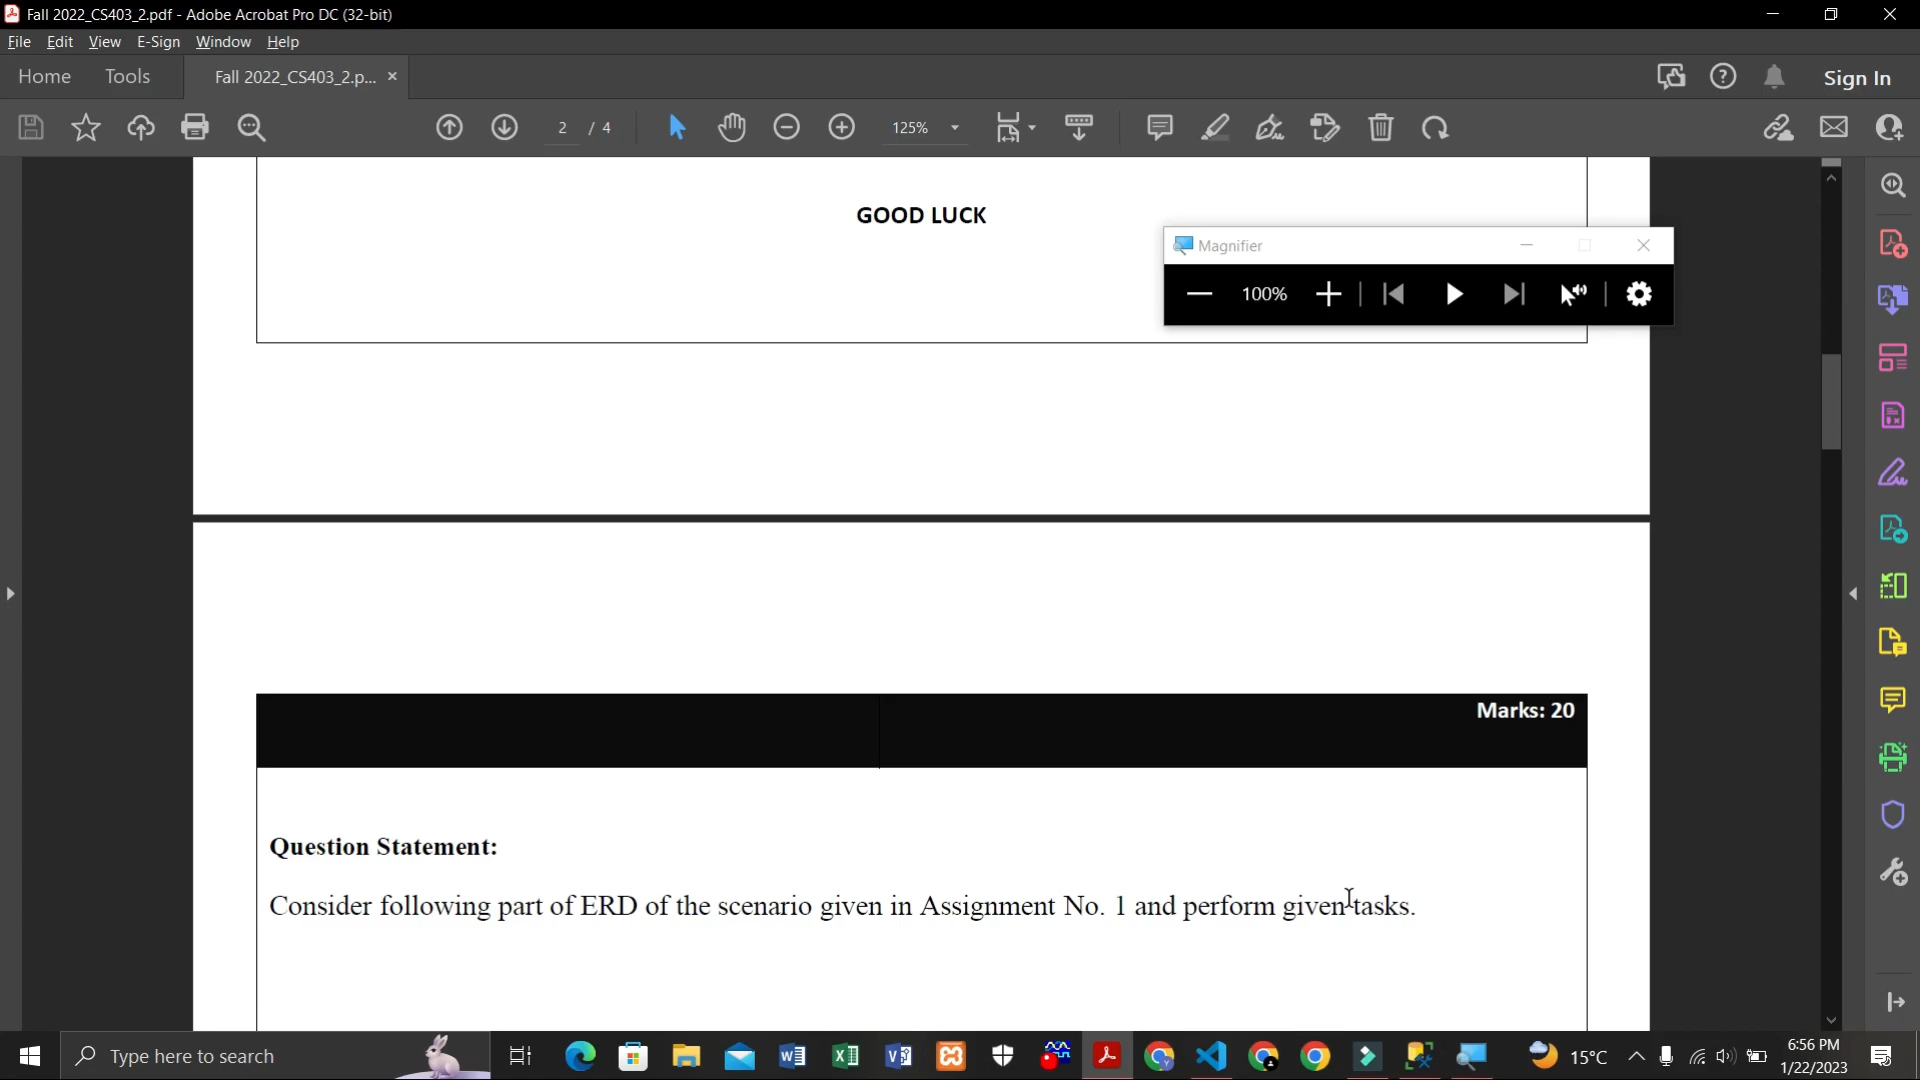 Fall 2022_CS403_2.pdf - Adobe Acrobat Pro DC (32-bit)
File Edit View E-Sign Window Help
Home Tools Fall 2022_CS403_2.p... × Sign In
2 / 4 125%
GOOD LUCK
Magnifier
100%
Marks: 20
Question Statement:
Consider following part of ERD of the scenario given in Assignment No. 1 and perform given tasks.
Type here to search
15°C
6:56 PM
1/22/2023